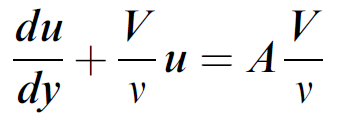 du/dy + V/ν u = A V/ν